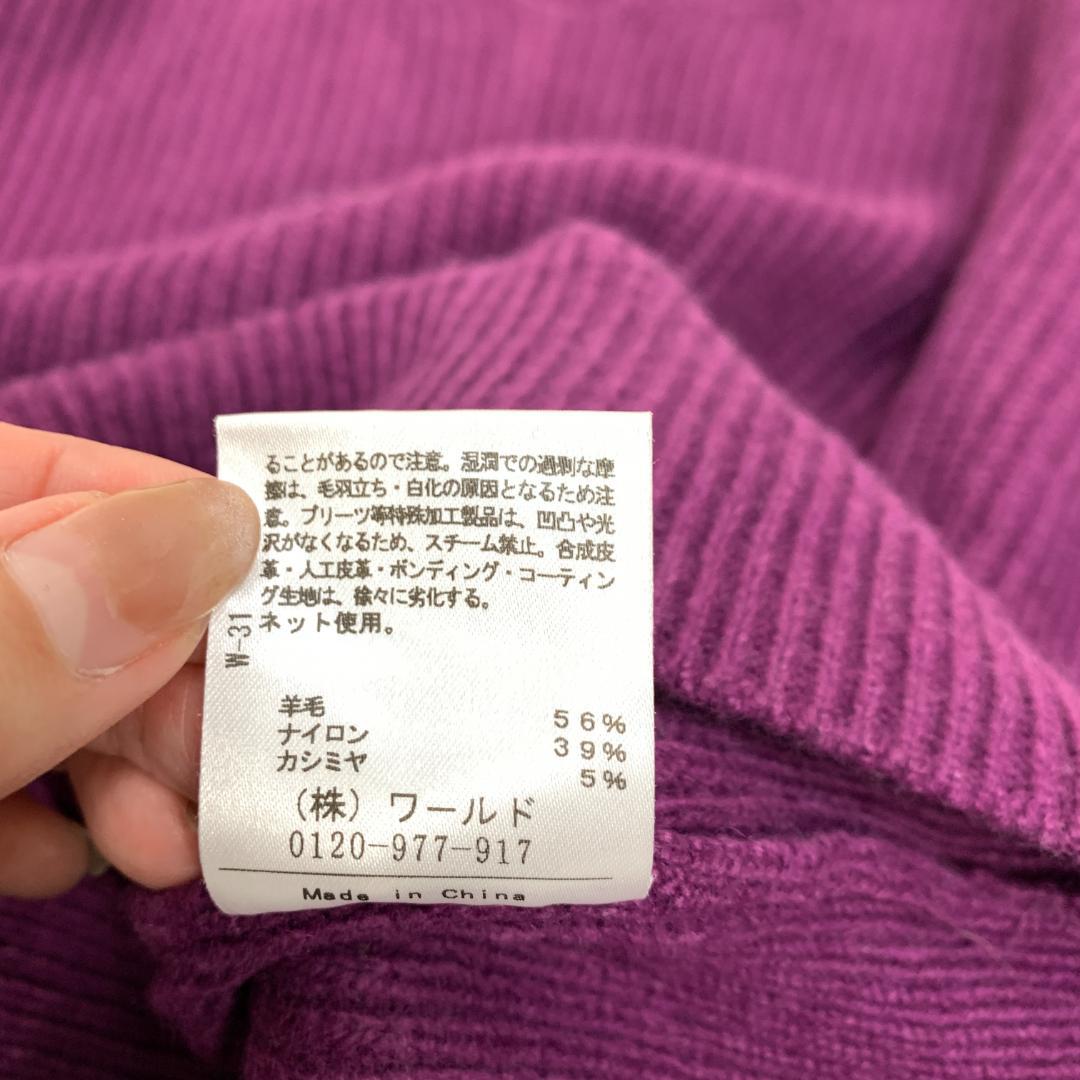 ることがあるので注意。湿潤での過剰な摩
擦は、毛羽立ち・白化の原因となるため注
意。プリーツ等特殊加工製品は、凹凸や光
沢がなくなるため、スチーム禁止。合成皮
革・人工皮革・ボンディング・コーティン
グ生地は、徐々に劣化する。
ネット使用。
W-31
羊毛 56%
ナイロン 39%
カシミヤ 5%
(株) ワールド
0120-977-917
Made in China